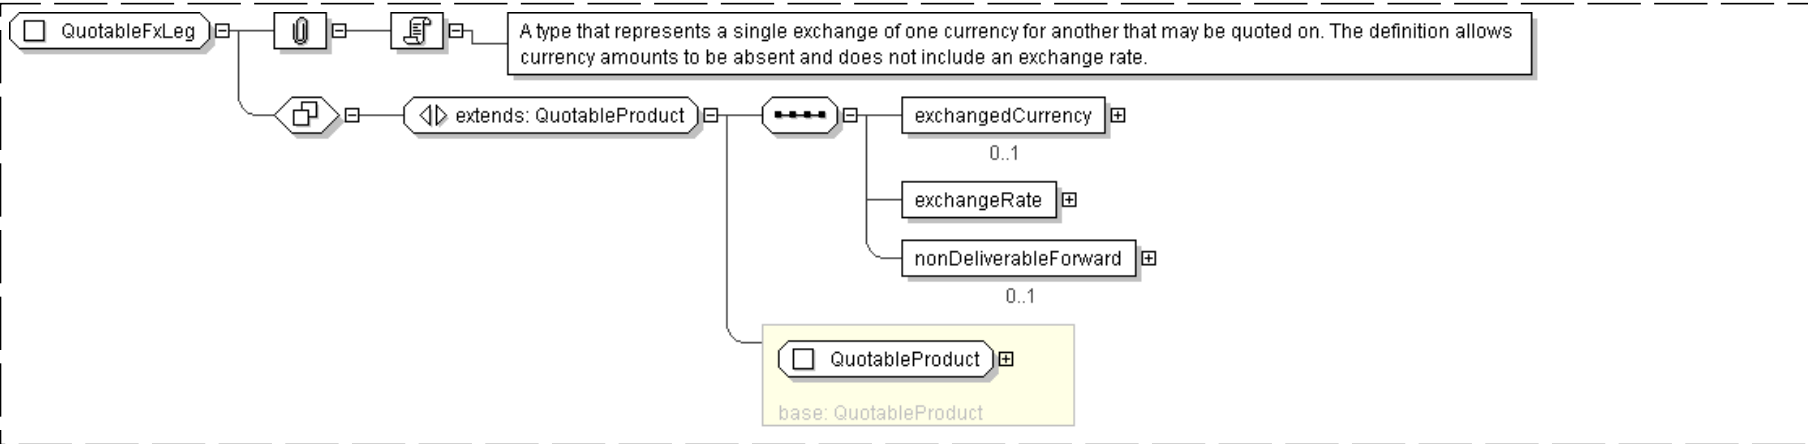 QuotableFxLeg
A type that represents a single exchange of one currency for another that may be quoted on. The definition allows
currency amounts to be absent and does not include an exchange rate.
extends: QuotableProduct
exchangedCurrency
0..1
exchangeRate
nonDeliverableForward
0..1
QuotableProduct
base: QuotableProduct